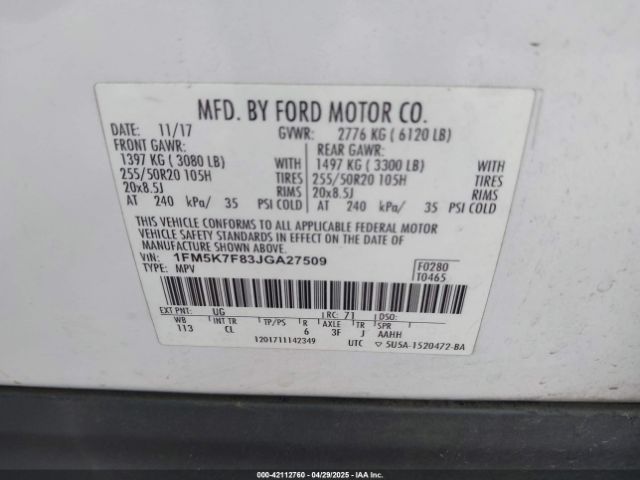 MFD. BY FORD MOTOR CO.
DATE: 11/17 GVWR: 2776 KG ( 6120 LB)
FRONT GAWR: REAR GAWR:
1397 KG ( 3080 LB) WITH 1497 KG ( 3300 LB) WITH
255/50R20 105H TIRES 255/50R20 105H TIRES
20x8.5J RIMS 20x8.5J RIMS
AT 240 kPa/ 35 PSI COLD AT 240 kPa/ 35 PSI COLD
THIS VEHICLE CONFORMS TO ALL APPLICABLE FEDERAL MOTOR
VEHICLE SAFETY STANDARDS IN EFFECT ON THE DATE OF
MANUFACTURE SHOWN ABOVE.
VIN: 1FM5K7F83JGA27509 F0280
TYPE: MPV T0465
EXT PNT: UG RC: 71 DSO:
WB INT TR TP/PS R AXLE TR SPR
113 CL 6 3F J AAHH
1201711142349 UTC ▽ 5U5A-1520472-BA
000-42112760 - 04/29/2025 - IAAI.COM